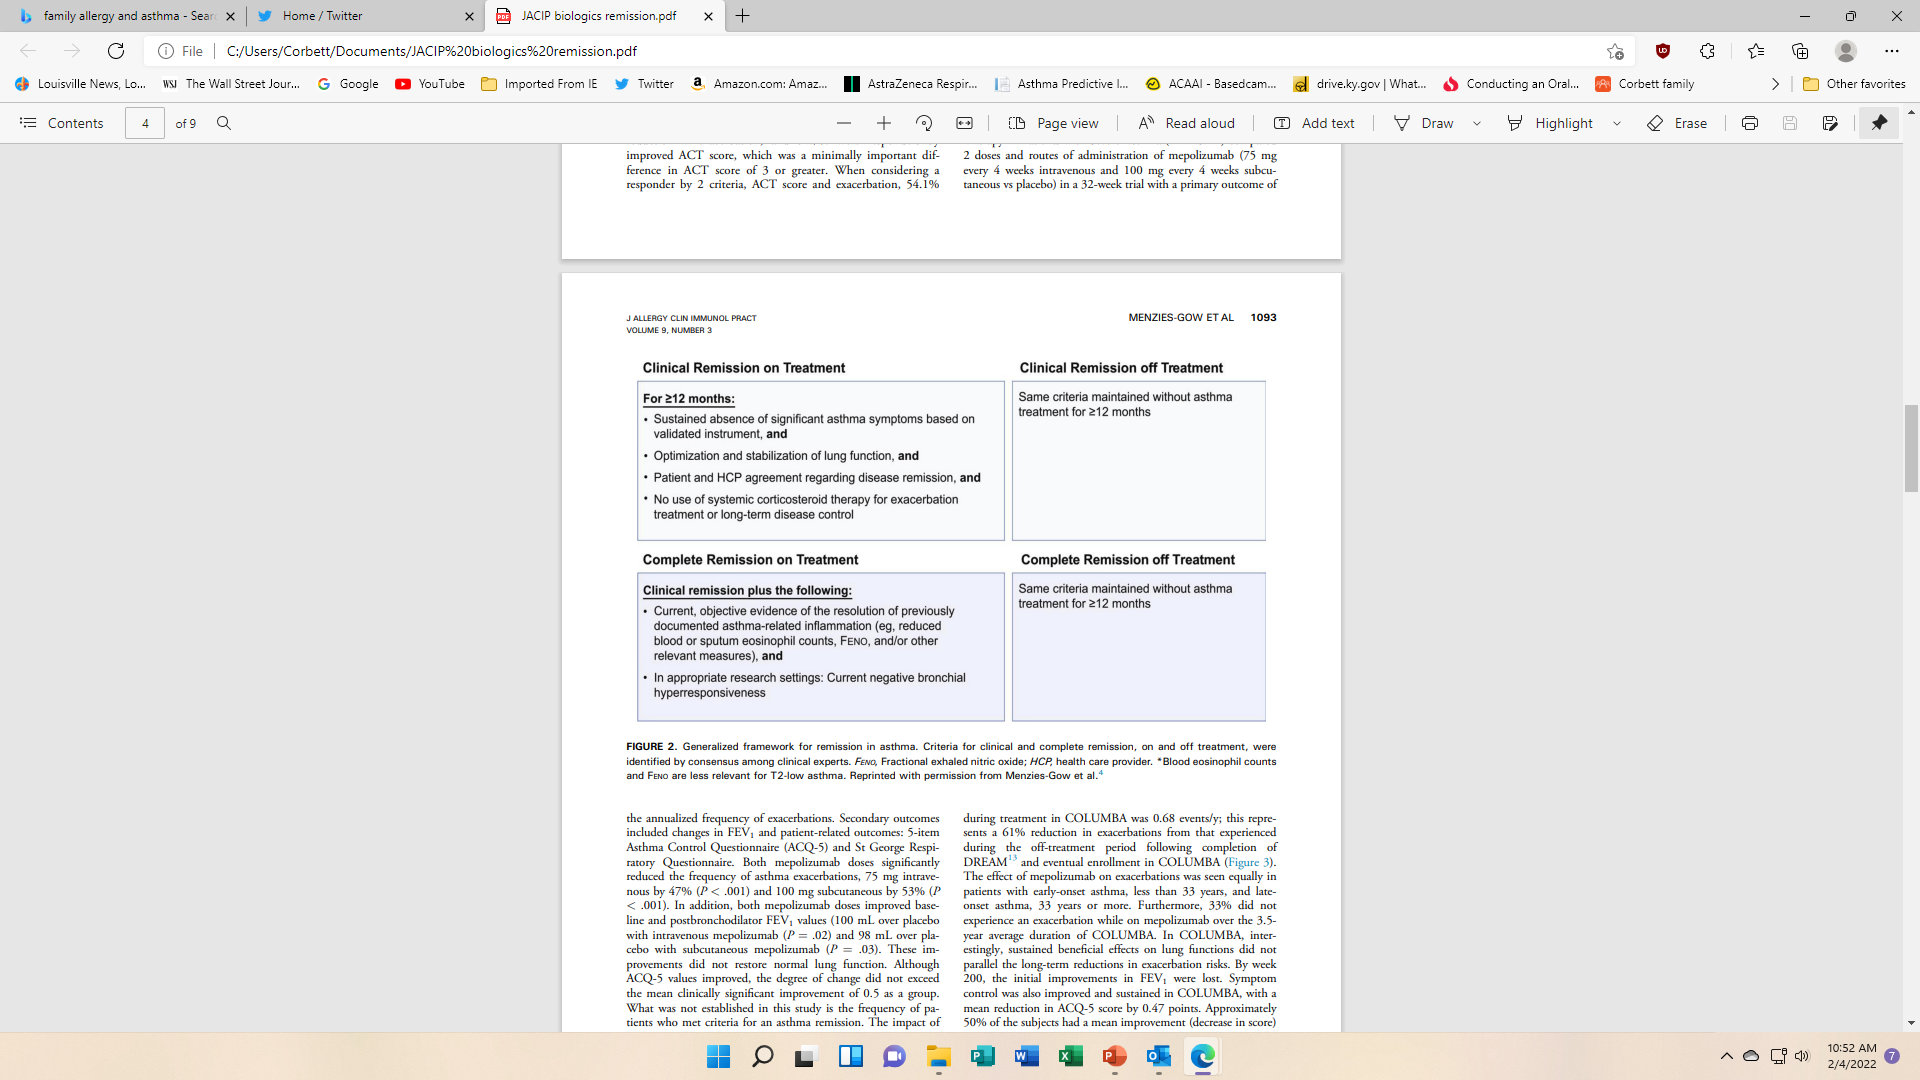 family allergy and asthma - Sear
Home / Twitter
JACIP biologics remission.pdf
File
C:/Users/Corbett/Documents/JACIP%20biologics%20remission.pdf
Louisville News, Lo...
WSJ The Wall Street Jour...
Google
YouTube
Imported From IE
Twitter
Amazon.com: Amaz...
AstraZeneca Respir...
Asthma Predictive I...
ACAAI - Basedcam...
drive.ky.gov | What...
Conducting an Oral...
Corbett family
Other favorites
Contents
4 of 9
Page view
Read aloud
Add text
Draw
Highlight
Erase
improved ACT score, which was a minimally important dif-
ference in ACT score of 3 or greater. When considering a
responder by 2 criteria, ACT score and exacerbation, 54.1%
2 doses and routes of administration of mepolizumab (75 mg
every 4 weeks intravenous and 100 mg every 4 weeks subcu-
taneous vs placebo) in a 32-week trial with a primary outcome of
J ALLERGY CLIN IMMUNOL PRACT
VOLUME 9, NUMBER 3
MENZIES-GOW ET AL 1093
Clinical Remission on Treatment
For ≥12 months:
• Sustained absence of significant asthma symptoms based on
validated instrument, and
• Optimization and stabilization of lung function, and
• Patient and HCP agreement regarding disease remission, and
• No use of systemic corticosteroid therapy for exacerbation
treatment or long-term disease control
Clinical Remission off Treatment
Same criteria maintained without asthma
treatment for ≥12 months
Complete Remission on Treatment
Clinical remission plus the following:
• Current, objective evidence of the resolution of previously
documented asthma-related inflammation (eg, reduced
blood or sputum eosinophil counts, FENO, and/or other
relevant measures), and
• In appropriate research settings: Current negative bronchial
hyperresponsiveness
Complete Remission off Treatment
Same criteria maintained without asthma
treatment for ≥12 months
FIGURE 2. Generalized framework for remission in asthma. Criteria for clinical and complete remission, on and off treatment, were
identified by consensus among clinical experts. FENO, Fractional exhaled nitric oxide; HCP, health care provider. *Blood eosinophil counts
and FENO are less relevant for T2-low asthma. Reprinted with permission from Menzies-Gow et al.4
the annualized frequency of exacerbations. Secondary outcomes
included changes in FEV1 and patient-related outcomes: 5-item
Asthma Control Questionnaire (ACQ-5) and St George Respi-
ratory Questionnaire. Both mepolizumab doses significantly
reduced the frequency of asthma exacerbations, 75 mg intrave-
nous by 47% (P < .001) and 100 mg subcutaneous by 53% (P
< .001). In addition, both mepolizumab doses improved base-
line and postbronchodilator FEV1 values (100 mL over placebo
with intravenous mepolizumab (P = .02) and 98 mL over pla-
cebo with subcutaneous mepolizumab (P = .03). These im-
provements did not restore normal lung function. Although
ACQ-5 values improved, the degree of change did not exceed
the mean clinically significant improvement of 0.5 as a group.
What was not established in this study is the frequency of pa-
tients who met criteria for an asthma remission. The impact of
during treatment in COLUMBA was 0.68 events/y; this repre-
sents a 61% reduction in exacerbations from that experienced
during the off-treatment period following completion of
DREAM13 and eventual enrollment in COLUMBA (Figure 3).
The effect of mepolizumab on exacerbations was seen equally in
patients with early-onset asthma, less than 33 years, and late-
onset asthma, 33 years or more. Furthermore, 33% did not
experience an exacerbation while on mepolizumab over the 3.5-
year average duration of COLUMBA. In COLUMBA, inter-
estingly, sustained beneficial effects on lung functions did not
parallel the long-term reductions in exacerbation risks. By week
200, the initial improvements in FEV1 were lost. Symptom
control was also improved and sustained in COLUMBA, with a
mean reduction in ACQ-5 score by 0.47 points. Approximately
50% of the subjects had a mean improvement (decrease in score)
10:52 AM
2/4/2022
7